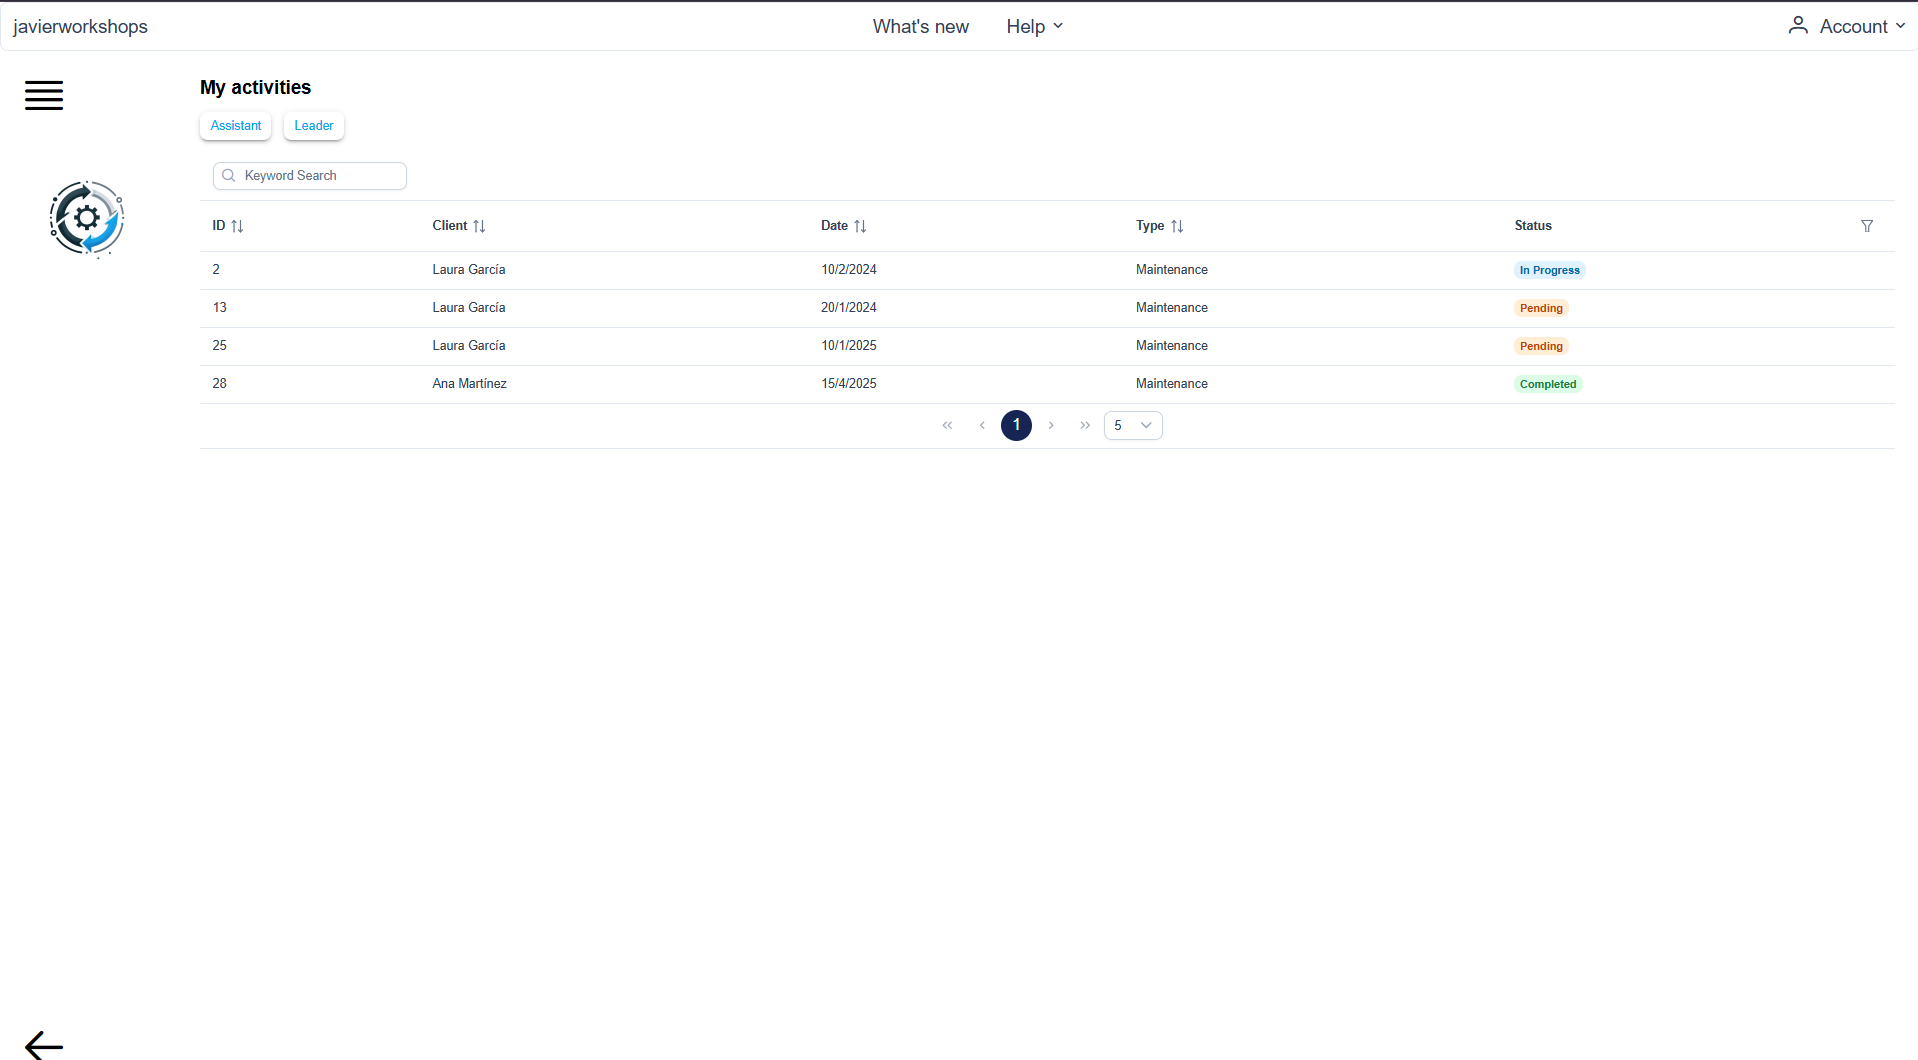 javierworkshops What's new Help Account
My activities
Assistant Leader
Keyword Search
ID Client Date Type Status
2 Laura García 10/2/2024 Maintenance In Progress
13 Laura García 20/1/2024 Maintenance Pending
25 Laura García 10/1/2025 Maintenance Pending
28 Ana Martínez 15/4/2025 Maintenance Completed
1 5